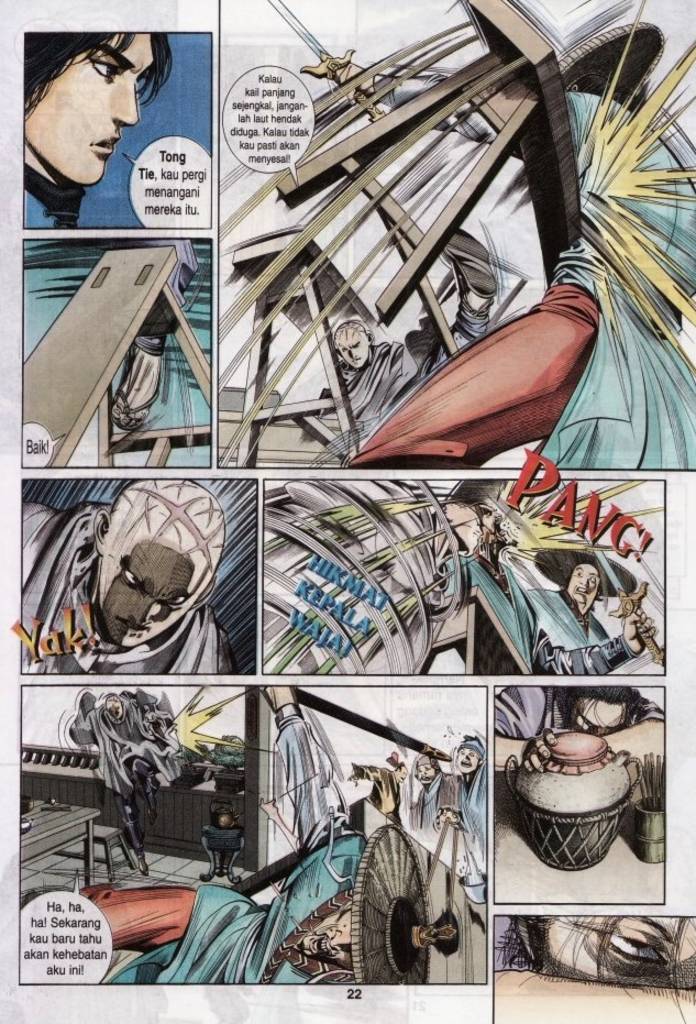 Tong
Tie, kau pergi
menangani
mereka itu.
Kalau
kail panjang
sejengkal, jangan-
lah laut hendak
diduga. Kalau tidak
kau pasti akan
menyesal!
Baik!
Yak!
HIKMAT
KEPALA
WAJA!
PANG!
Ha, ha,
ha! Sekarang
kau baru tahu
akan kehebatan
aku ini!
22